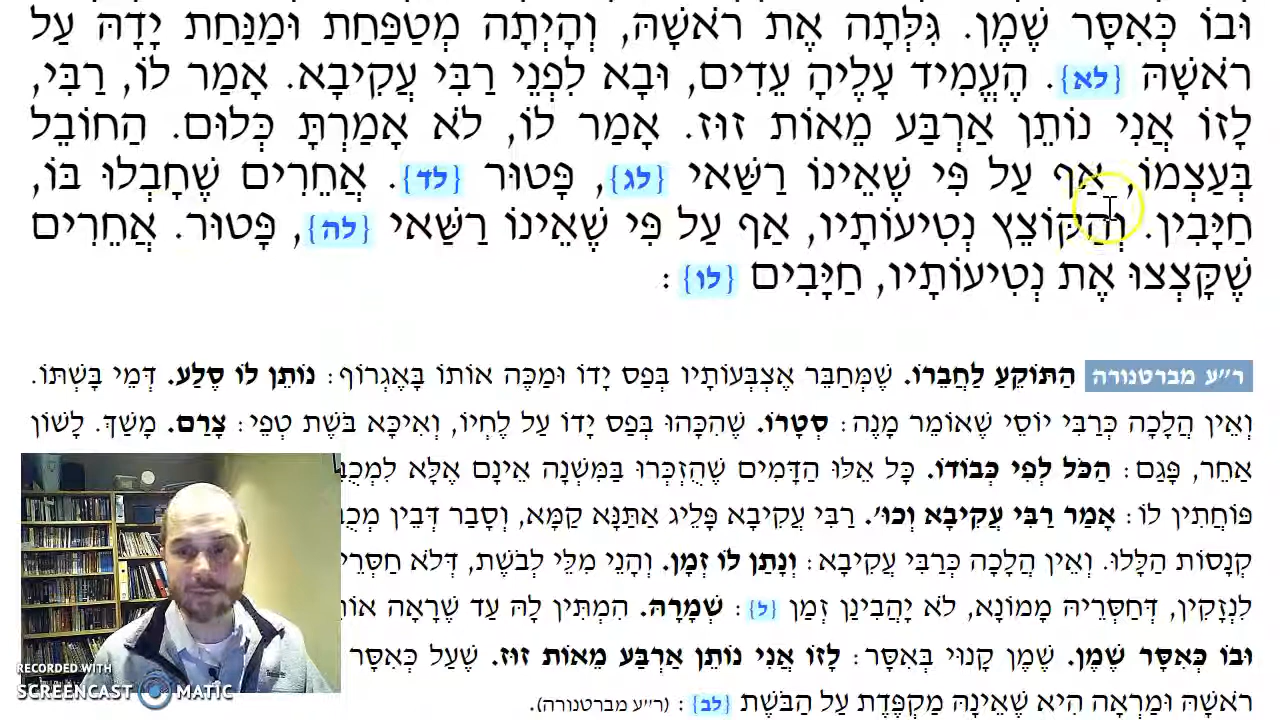 וּבוֹ כְּאִסָּר שֶׁמֶן. גִּלְּתָה אֶת רֹאשָׁהּ, וְהָיְתָה מְטַפַּחַת וּמַנַּחַת יָדָהּ עַל
רֹאשָׁהּ {לא}. הֶעֱמִיד עָלֶיהָ עֵדִים, וּבָא לִפְנֵי רַבִּי עֲקִיבָא. אָמַר לוֹ, רַבִּי,
לָזוֹ אֲנִי נוֹתֵן אַרְבַּע מֵאוֹת זוּז. אָמַר לוֹ, לֹא אָמַרְתָּ כְּלוּם. הַחוֹבֵל
בְּעַצְמוֹ, אַף עַל פִּי שֶׁאֵינוֹ רַשַּׁאי {לג}, פָּטוּר {לד}. אֲחֵרִים שֶׁחָבְלוּ בוֹ,
חַיָּבִין. וְהַקּוֹצֵץ נְטִיעוֹתָיו, אַף עַל פִּי שֶׁאֵינוֹ רַשַּׁאי {לה}, פָּטוּר. אֲחֵרִים
שֶׁקָּצְצוּ אֶת נְטִיעוֹתָיו, חַיָּבִים {לו} :
ר"ע מברטנורה הַתּוֹקֵעַ לַחֲבֵרוֹ. שֶׁמְּחַבֵּר אֶצְבְּעוֹתָיו בְּפַס יָדוֹ וּמַכֶּה אוֹתוֹ בָּאֶגְרוֹף: נוֹתֵן לוֹ סֶלַע. דְּמֵי בָּשְׁתּוֹ.
וְאֵין הֲלָכָה כְּרַבִּי יוֹסֵי שֶׁאוֹמֵר מָנֶה: סְטָרוֹ. שֶׁהִכָּהוּ בְּפַס יָדוֹ עַל לֶחְיוֹ, וְאִיכָּא בֹּשֶׁת טְפֵי: צָרַם. מָשַׁךְ. לָשׁוֹן
אַחֵר, פָּגַם: הַכֹּל לְפִי כְּבוֹדוֹ. כָּל אֵלּוּ הַדָּמִים שֶׁהֻזְכְּרוּ בַּמִּשְׁנָה אֵינָם אֶלָּא
פּוֹחֲתִין לוֹ: אָמַר רַבִּי עֲקִיבָא וְכוּ'. רַבִּי עֲקִיבָא פָּלֵיג אַתַּנָּא קַמָּא, וְסָבַר דְּבֵין
קְנָסוֹת הַלָּלוּ. וְאֵין הֲלָכָה כְּרַבִּי עֲקִיבָא: וְנָתַן לוֹ זְמָן. וְהָנֵי מִלֵּי לְבֹשֶׁת, דְּלֹא
לִנְזָקִין, דְּחַסְּרֵיהּ מָמוֹנָא, לֹא יָהֲבִינַן זְמָן {ל} : שְׁמָרָהּ. הִמְתִּין לָהּ עַד שֶׁרָאָה
וּבוֹ כְּאִסָּר שֶׁמֶן. שֶׁמֶן קָנוּי בְּאִסָּר: לָזוֹ אֲנִי נוֹתֵן אַרְבַּע מֵאוֹת זוּז. שֶׁעַל כְּאִסָּר
רֹאשָׁהּ וּמַרְאָה הִיא שֶׁאֵינָהּ מַקְפֶּדֶת עַל הַבֹּשֶׁת {לב} : (ר"ע מברטנורה).
RECORDED WITH
SCREENCAST MATIC